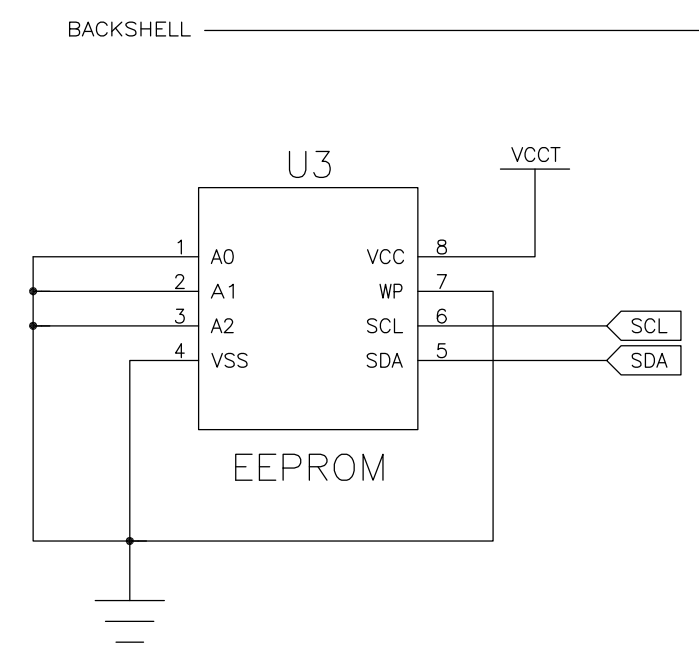 BACKSHELL
U3
VCCT
1 A0 VCC 8
2 A1 WP 7
3 A2 SCL 6 SCL
4 VSS SDA 5 SDA
EEPROM